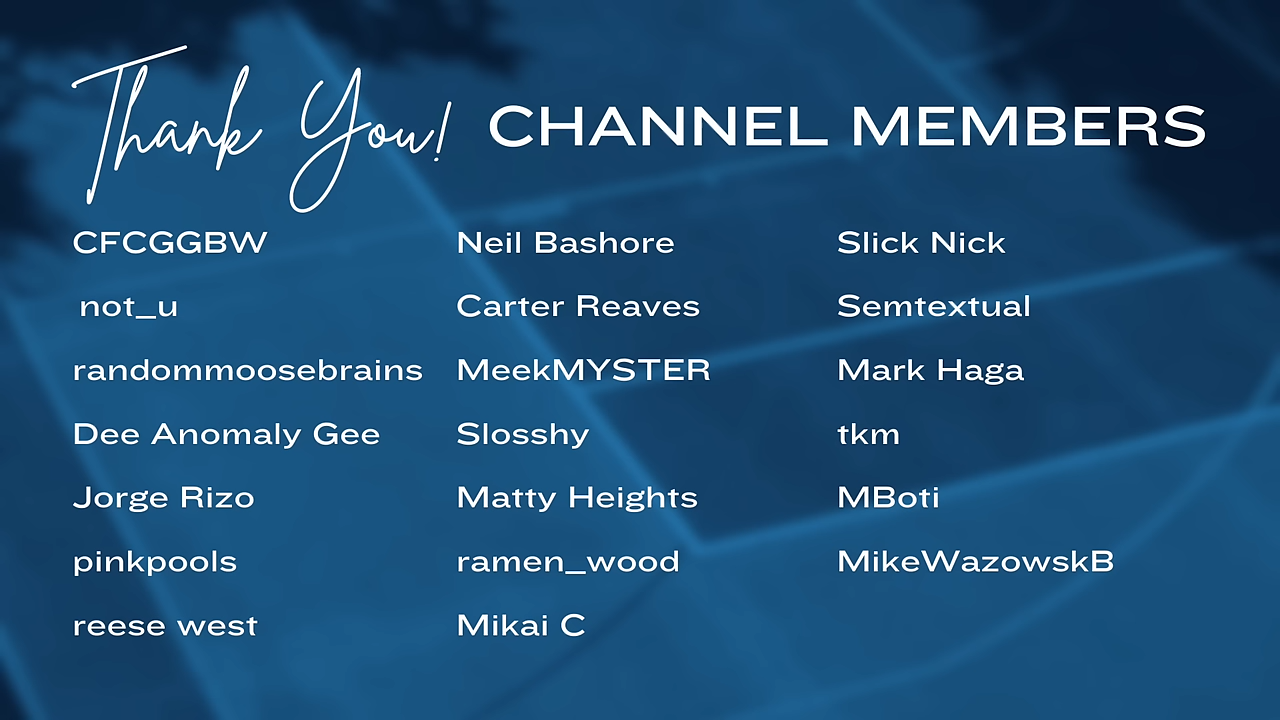 Thank You! CHANNEL MEMBERS
CFCGGBW
not_u
randommoosebrains
Dee Anomaly Gee
Jorge Rizo
pinkpools
reese west
Neil Bashore
Carter Reaves
MeekMYSTER
Slosshy
Matty Heights
ramen_wood
Mikai C
Slick Nick
Semtextual
Mark Haga
tkm
MBoti
MikeWazowskB